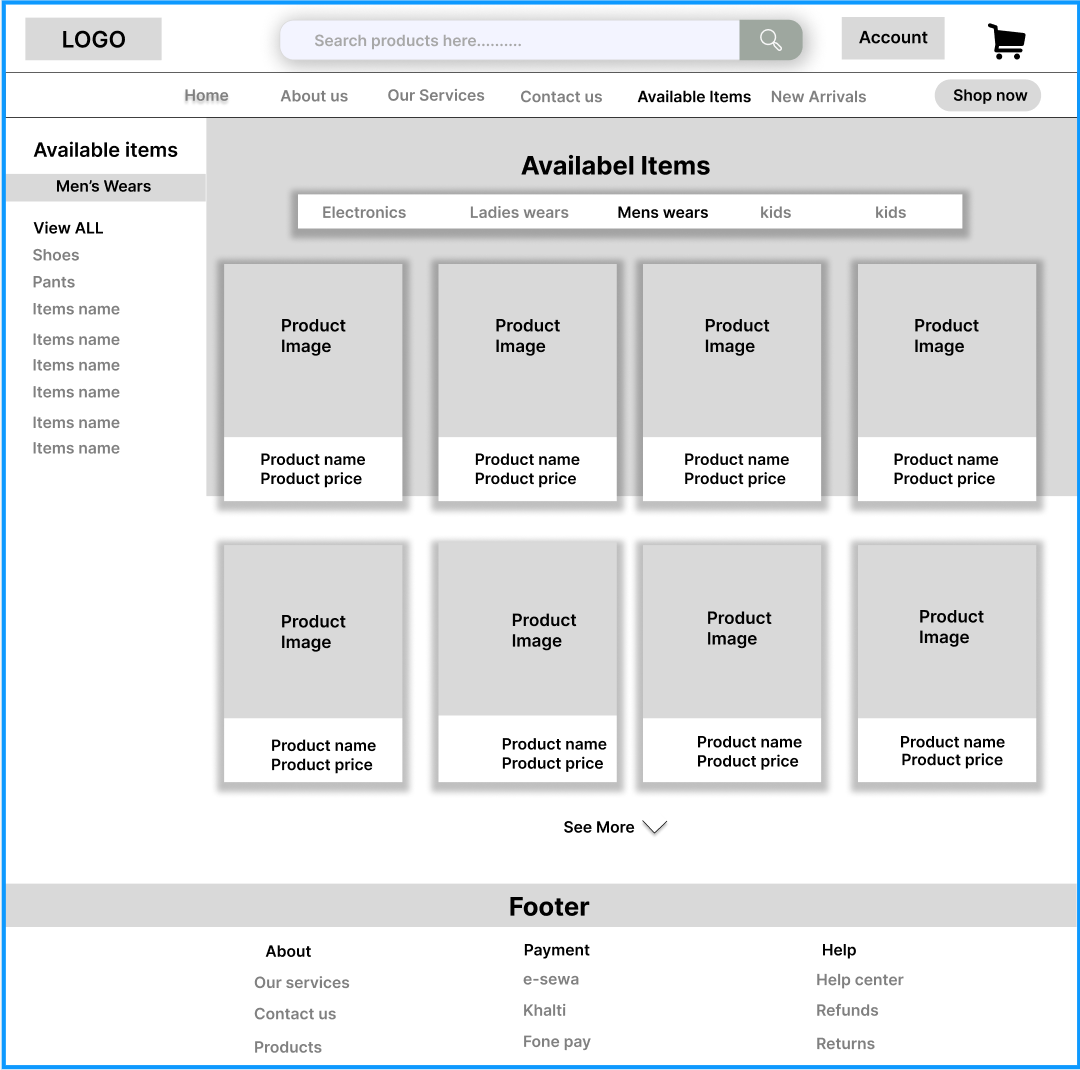 LOGO
Search products here..........
Account
Home
About us
Our Services
Contact us
Available Items
New Arrivals
Shop now
Available items
Men's Wears
View ALL
Shoes
Pants
Items name
Items name
Items name
Items name
Items name
Items name
Availabel Items
Electronics
Ladies wears
Mens wears
kids
kids
Product
Image
Product name
Product price
Product
Image
Product name
Product price
Product
Image
Product name
Product price
Product
Image
Product name
Product price
Product
Image
Product name
Product price
Product
Image
Product name
Product price
Product
Image
Product name
Product price
Product
Image
Product name
Product price
See More
Footer
About
Our services
Contact us
Products
Payment
e-sewa
Khalti
Fone pay
Help
Help center
Refunds
Returns